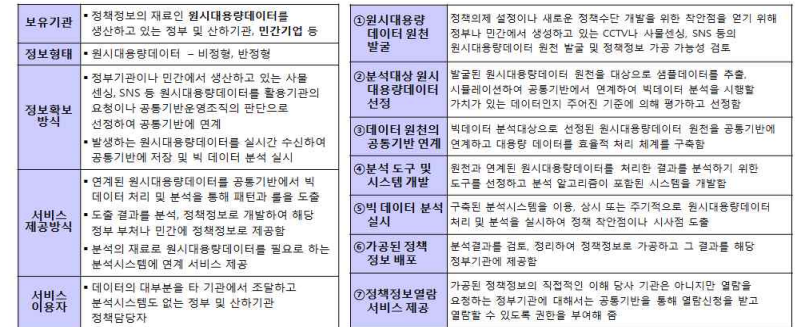 보유기관
▪ 정책정보의 재료인 원시대용량데이터를
생산하고 있는 정부 및 산하기관, 민간기업 등
정보형태
▪ 원시대용량데이터 – 비정형, 반정형
정보확보
방식
▪ 정부기관이나 민간에서 생산하고 있는 사물
센싱, SNS 등 원시대용량데이터를 활용기관의
요청이나 공통기반운영조직의 판단으로
선정하여 공통기반에 연계
▪ 발생하는 원시대용량데이터를 실시간 수신하여
공통기반에 저장 및 빅 데이터 분석 실시
서비스
제공방식
▪ 연계된 원시대용량데이터를 공통기반에서 빅
데이터 처리 및 분석을 통해 패턴과 룰을 도출
▪ 도출 결과를 분석, 정책정보로 개발하여 해당
정부 부처나 민간에 정책정보로 제공함
▪ 분석의 재료로 원시대용량데이터를 필요로 하는
분석시스템에 연계 서비스 제공
서비스
이용자
▪ 데이터의 대부분을 타 기관에서 조달하고
분석시스템도 없는 정부 및 산하기관
정책담당자
①원시대용량
데이터 원천
발굴
정책의제 설정이나 새로운 정책수단 개발을 위한 착안점을 얻기 위해
정부나 민간에서 생성하고 있는 CCTV나 사물센싱, SNS 등의
원시대용량데이터 원천 발굴 및 정책정보 가공 가능성 검토
②분석대상 원시
대용량데이터
선정
발굴된 원시대용량데이터 원천을 대상으로 샘플데이터를 추출,
시뮬레이션하여 공통기반에서 연계하여 빅데이터 분석을 시행할
가치가 있는 데이터인지 주어진 기준에 의해 평가하고 선정함
③데이터 원천의
공통기반 연계
빅데이터 분석대상으로 선정된 원시대용량데이터 원천을 공통기반에
연계하고 대용량 데이터를 효율적 처리 체계를 구축함
④분석 도구 및
시스템 개발
원천과 연계된 원시대용량데이터를 처리한 결과를 분석하기 위한
도구를 선정하고 분석 알고리즘이 포함된 시스템을 개발함
⑤빅 데이터 분석
실시
구축된 분석시스템을 이용, 상시 또는 주기적으로 원시대용량데이터
처리 및 분석을 실시하여 정책 착안점이나 시사점 도출
⑥가공된 정책
정보 배포
분석결과를 검토, 정리하여 정책정보로 가공하고 그 결과를 해당
정부기관에 제공함
⑦정책정보열람
서비스 제공
가공된 정책정보의 직접적인 이해 당사 기관은 아니지만 열람을
요청하는 정부기관에 대해서는 공통기반을 통해 열람신청을 받고
열람할 수 있도록 권한을 부여해 줌